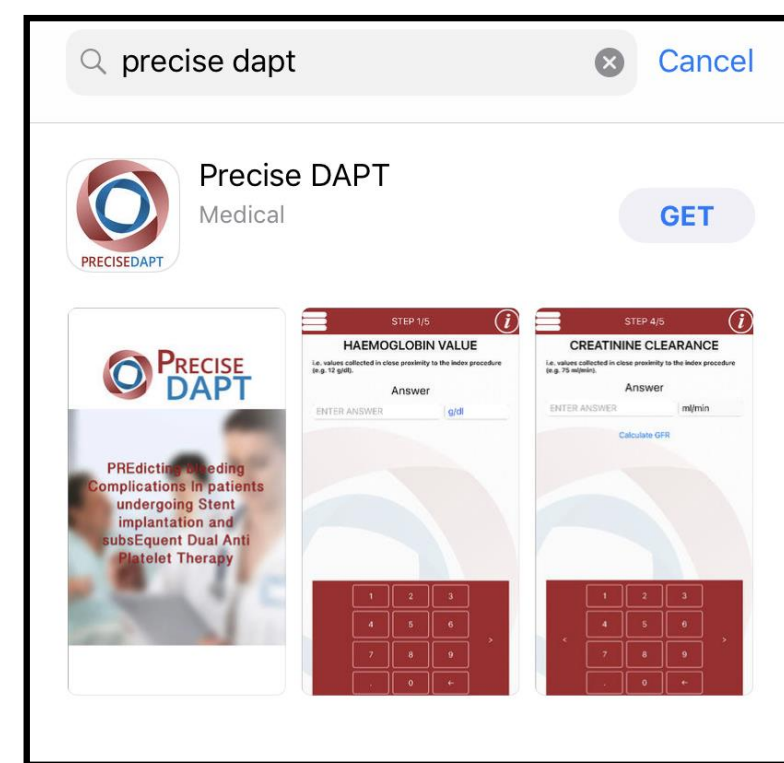 precise dapt
Cancel
Precise DAPT
Medical
GET
PRECISEDAPT
PRECISE
DAPT
PREdicting Bleeding
Complications In patients
undergoing Stent
implantation and
subsEquent Dual Anti
Platelet Therapy
STEP 1/5
i
HAEMOGLOBIN VALUE
i.e. values collected in close proximity to the index procedure
(e.g. 12 g/dl).
Answer
ENTER ANSWER g/dl
1 2 3
4 5 6
7 8 9 >
. 0 ←
STEP 4/5
i
CREATININE CLEARANCE
i.e. values collected in close proximity to the index procedure
(e.g. 75 ml/min).
Answer
ENTER ANSWER ml/min
Calculate GFR
1 2 3
4 5 6
< 7 8 9 >
. 0 ←